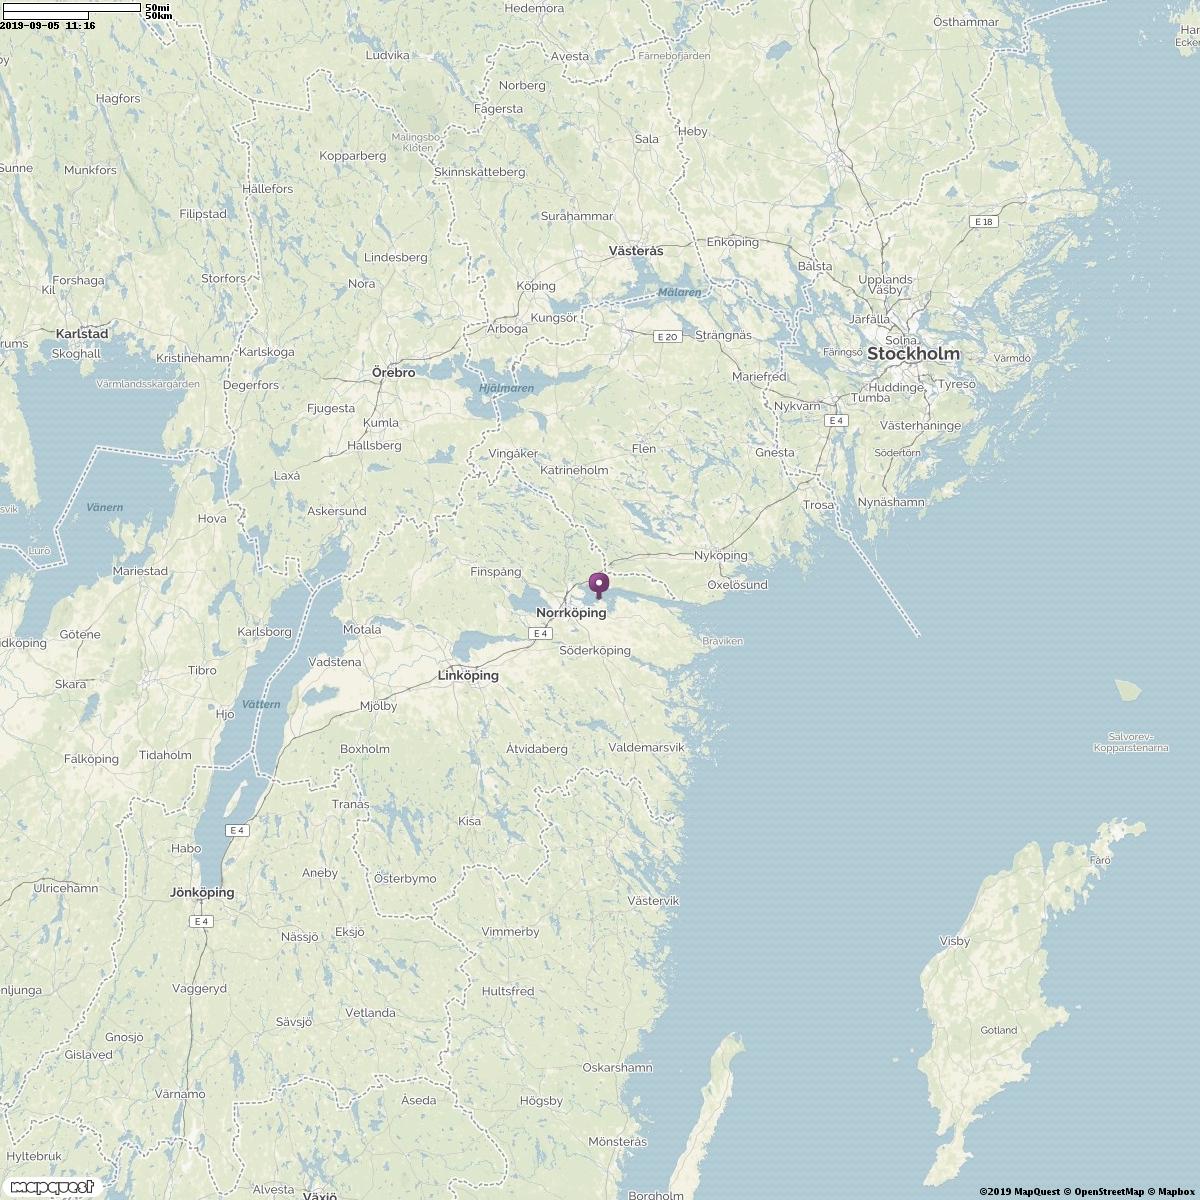 50mi
50km
2019-09-05 11:16
Hedemora
Östhammar
Ludvika
Avesta
Färnebofjärden
Hagfors
Norberg
Fagersta
Malingsbo-
Kloten
Sala
Heby
Sunne
Munkfors
Kopparberg
Skinnskatteberg
Hällefors
Filipstad
Surahammar
E 18
Västerås
Enköping
Lindesberg
Bålsta
Forshaga
Storfors
Nora
Köping
Mälaren
Upplands
Väsby
Kil
Kungsör
Järfälla
Karlstad
Arboga
E 20
Strängnäs
Solna
Skoghall
Kristinehamn
Karlskoga
Färingsö
Stockholm
Värmdö
Värmlandsskärgården
Degerfors
Örebro
Hjälmaren
Mariefred
Huddinge
Tyresö
Tumba
Fjugesta
Nykvarn
Kumla
E 4
Västerhaninge
Hallsberg
Vingåker
Flen
Gnesta
Södertörn
Laxå
Katrineholm
Vänern
Hova
Askersund
Trosa
Nynäshamn
Lurö
Mariestad
Finspång
Nyköping
Oxelösund
Norrköping
Götene
Karlsborg
Motala
E 4
Bråviken
Söderköping
Skara
Tibro
Vadstena
Linköping
Vättern
Hjo
Mjölby
Tidaholm
Boxholm
Åtvidaberg
Valdemarsvik
Salvorev-
Kopparstenarna
Falköping
Tranås
Kisa
E 4
Habo
Fårö
Ulricehamn
Jönköping
Aneby
Österbymo
Västervik
E 4
Nässjö
Eksjö
Vimmerby
Visby
Vaggeryd
Hultsfred
Sävsjö
Vetlanda
Gnosjö
Gotland
Gislaved
Oskarshamn
Värnamo
Åseda
Högsby
Mönsterås
Hyltebruk
Alvesta
Växjö
Borgholm
mapquest
©2019 MapQuest © OpenStreetMap © Mapbox